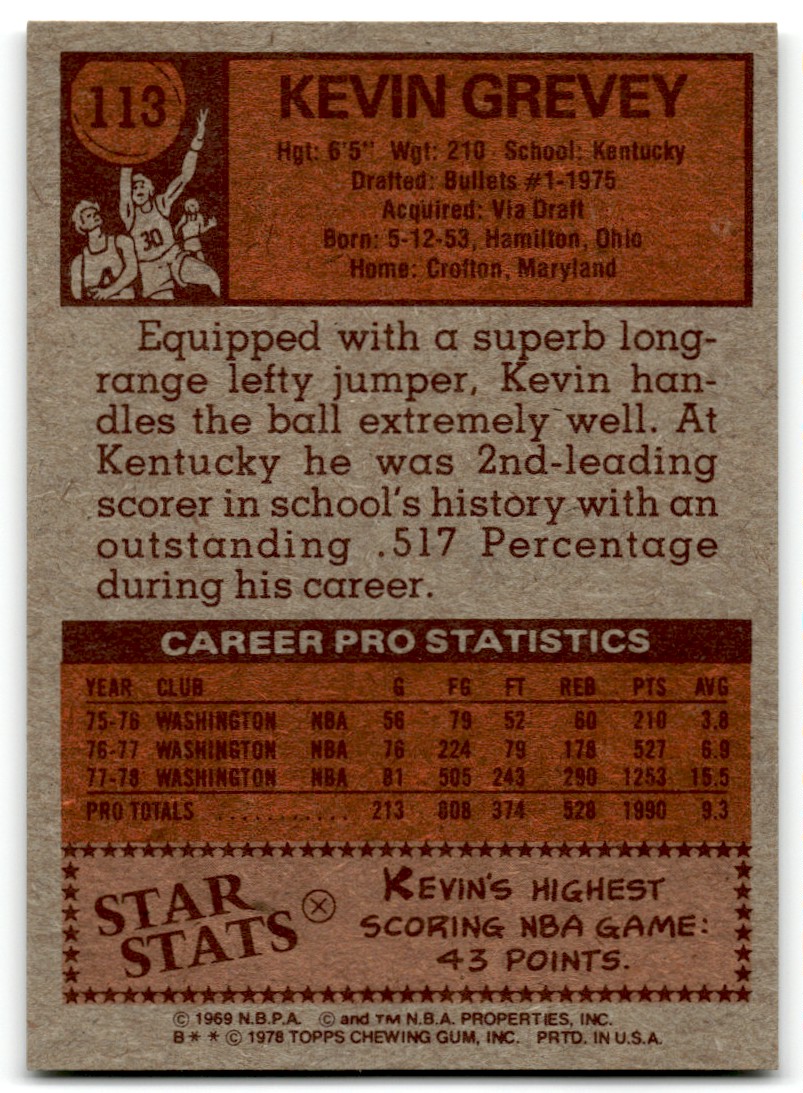 113
30
KEVIN GREVEY
Hgt: 6'5" Wgt: 210 School: Kentucky
Drafted: Bullets #1-1975
Acquired: Via Draft
Born: 5-12-53, Hamilton, Ohio
Home: Crofton, Maryland
Equipped with a superb long-
range lefty jumper, Kevin han-
dles the ball extremely well. At
Kentucky he was 2nd-leading
scorer in school's history with an
outstanding .517 Percentage
during his career.
CAREER PRO STATISTICS
YEAR CLUB G FG FT REB PTS AVG
75-76 WASHINGTON NBA 56 79 52 60 210 3.8
76-77 WASHINGTON NBA 76 224 79 178 527 6.9
77-78 WASHINGTON NBA 81 505 243 290 1253 15.5
PRO TOTALS ........... 213 808 374 528 1990 9.3
STAR
STATS
KEVIN'S HIGHEST
SCORING NBA GAME:
43 POINTS.
© 1969 N.B.P.A. © and TM N.B.A. PROPERTIES, INC.
B* * © 1978 TOPPS CHEWING GUM, INC. PRTD. IN U.S.A.